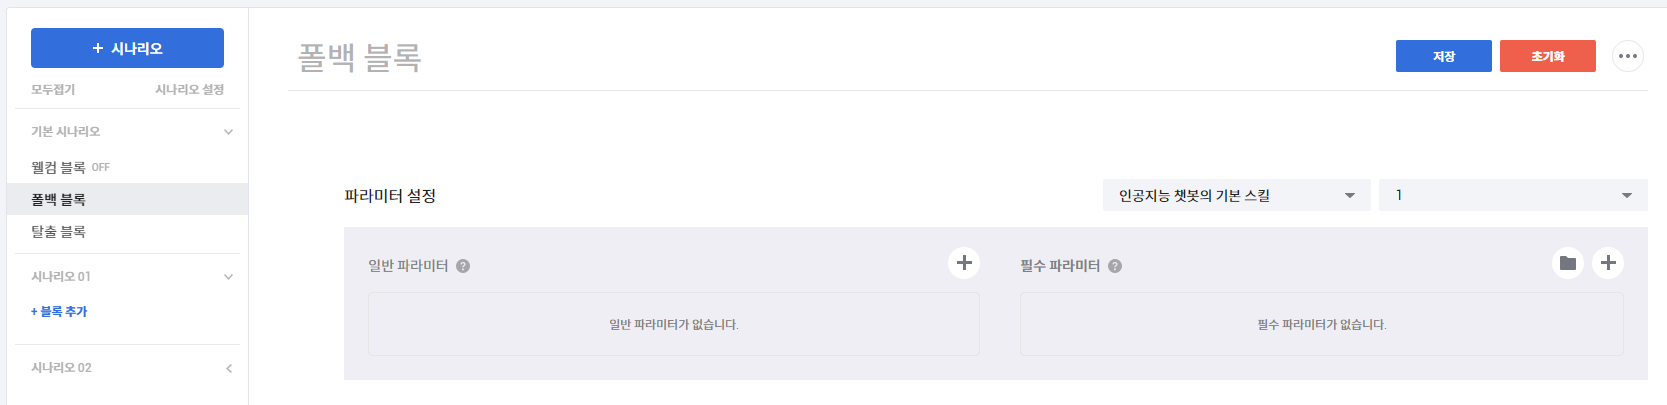 + 시나리오
모두접기 시나리오 설정
기본 시나리오
웰컴 블록 OFF
폴백 블록
탈출 블록
시나리오 01
+ 블록 추가
시나리오 02
폴백 블록
저장 초기화
파라미터 설정
인공지능 챗봇의 기본 스킬 1
일반 파라미터 ?
필수 파라미터 ?
일반 파라미터가 없습니다.
필수 파라미터가 없습니다.